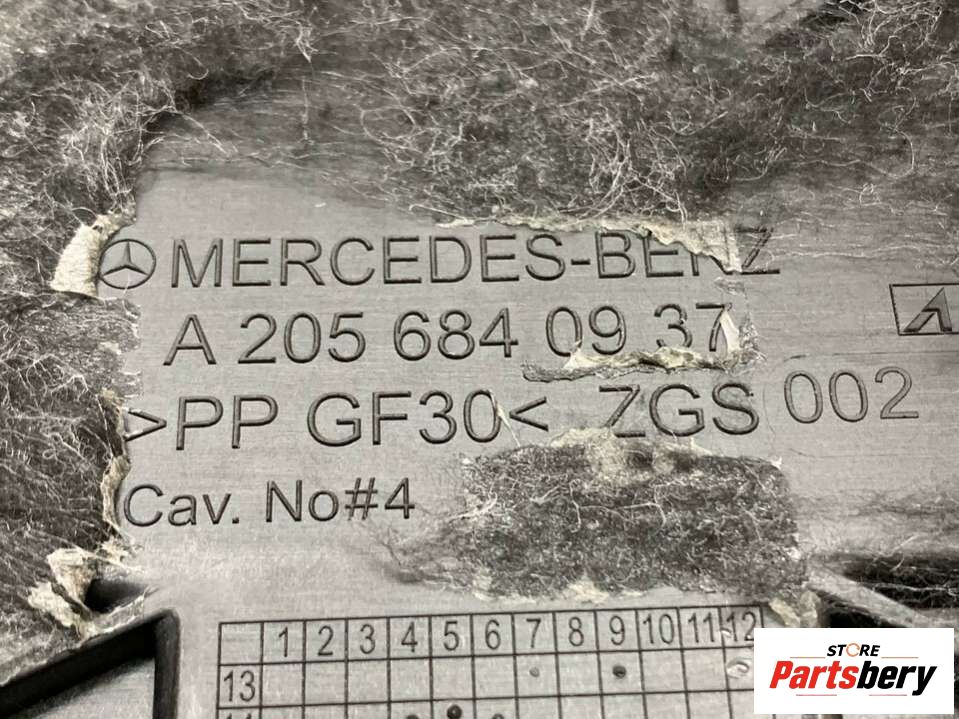 MERCEDES-BENZ
A 205 684 09 37
>PP GF30< ZGS 002
Cav. No#4
1 2 3 4 5 6 7 8 9 10 11 12
13
STORE
Partsbery